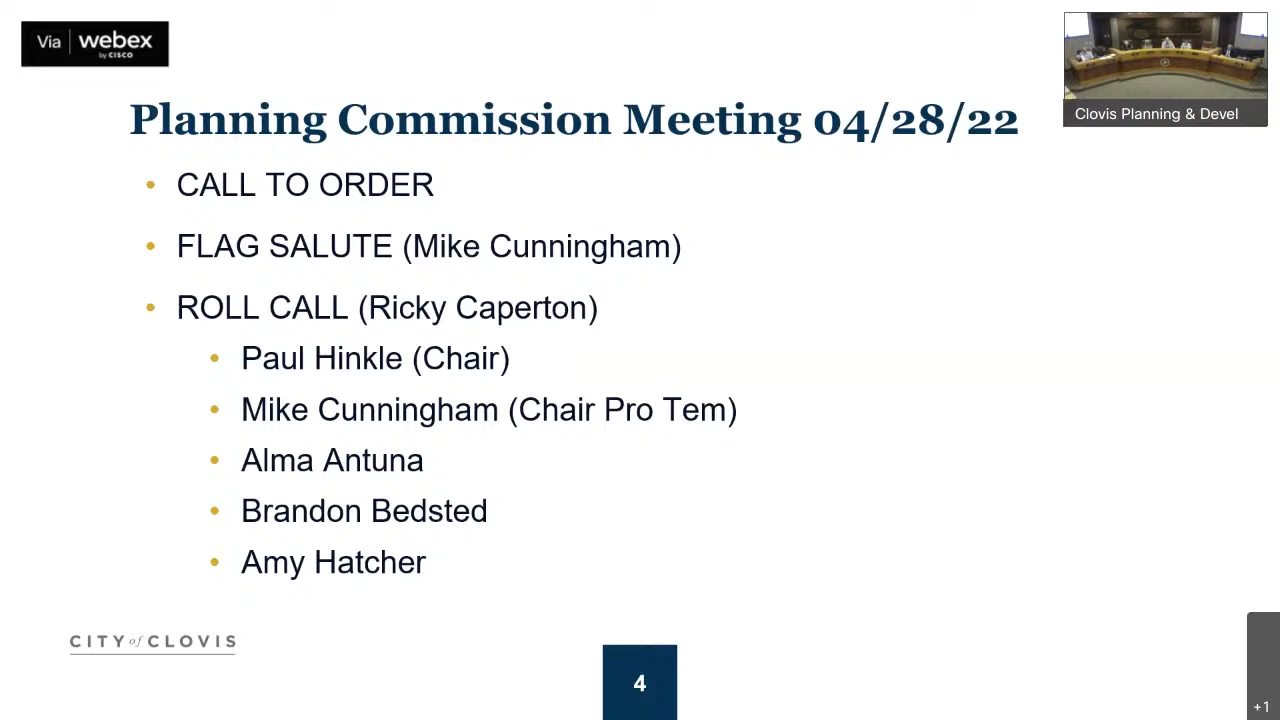 Via webex
by CISCO
Clovis Planning & Devel
Planning Commission Meeting 04/28/22
• CALL TO ORDER
• FLAG SALUTE (Mike Cunningham)
• ROLL CALL (Ricky Caperton)
• Paul Hinkle (Chair)
• Mike Cunningham (Chair Pro Tem)
• Alma Antuna
• Brandon Bedsted
• Amy Hatcher
CITY of CLOVIS
4
+1